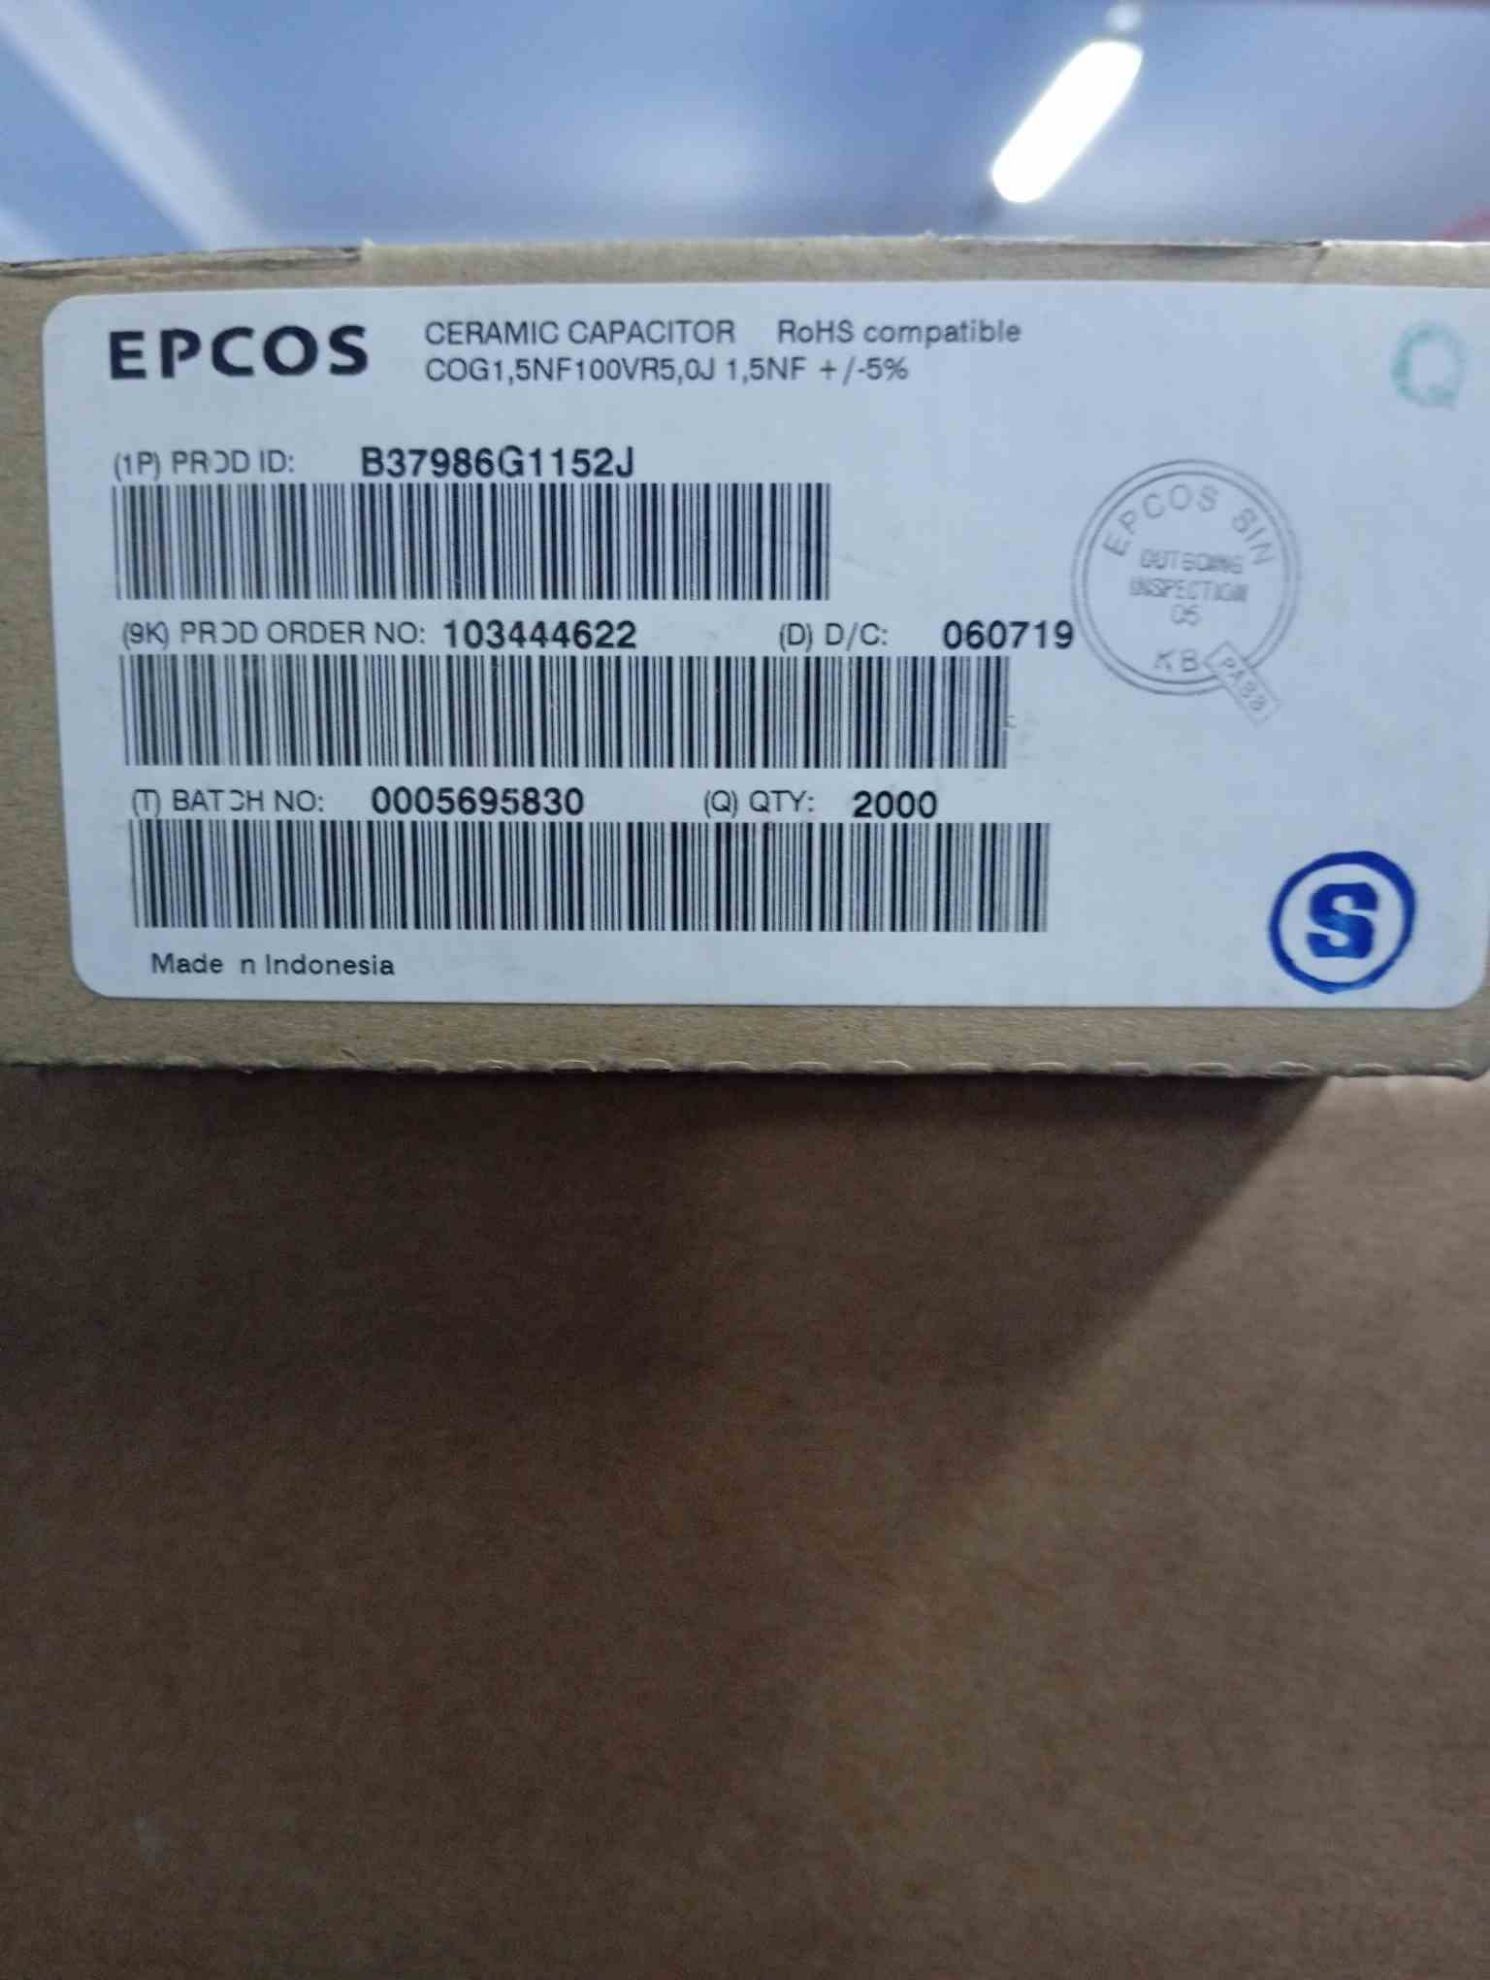 EPCOS
CERAMIC CAPACITOR RoHS compatible
COG1,5NF100VR5,0J 1,5NF +/-5%
Q
(1P) PROD ID: B37986G1152J
EPCOS SIN
OUTGOING
INSPECTION
05
KB
PASS
(9K) PROD ORDER NO: 103444622 (D) D/C: 060719
(T) BATCH NO: 0005695830 (Q) QTY: 2000
S
Made n Indonesia